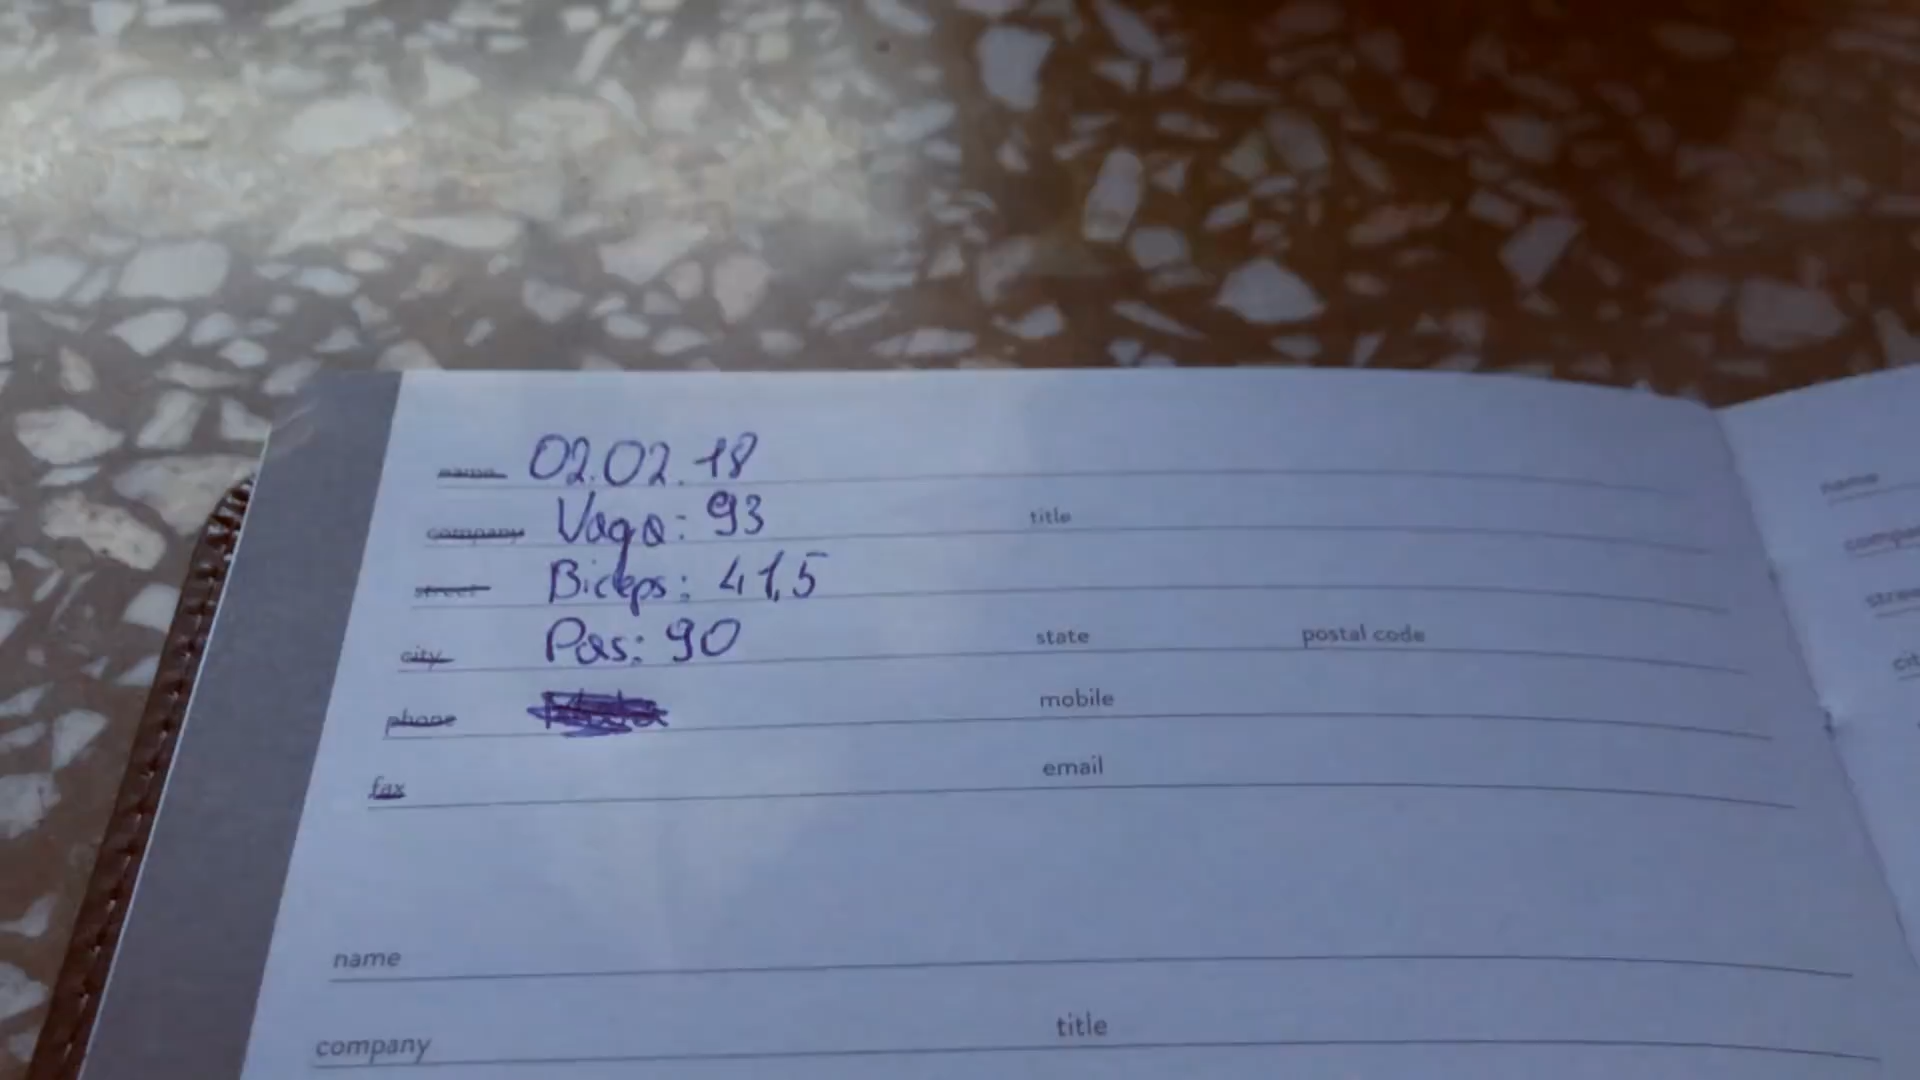 name 02.02.18
company Vaga: 93 title
street Biceps: 41,5
city Pas: 90 state postal code
phone mobile
fax email
name
company title
name